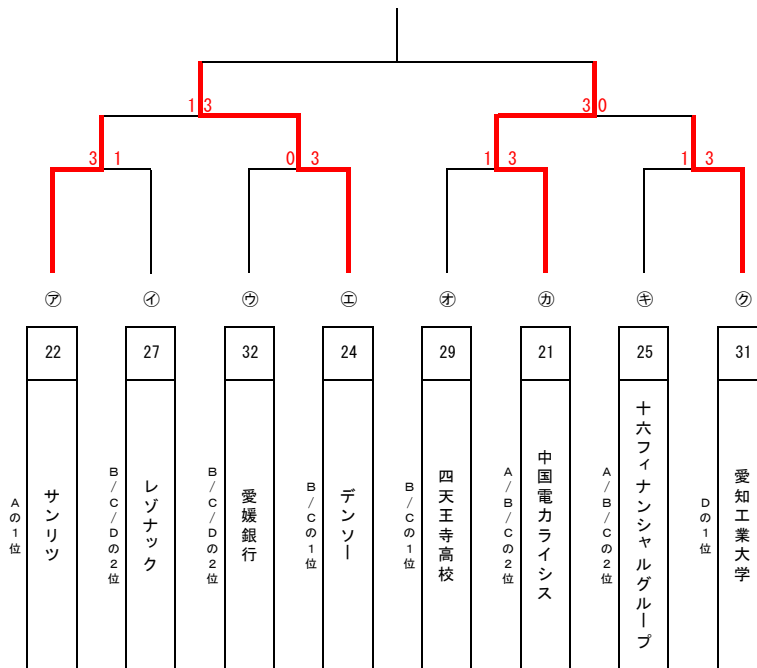 1 3
3 0
3 1
0 3
1 3
1 3
㋐ ㋑ ㋒ ㋓ ㋔ ㋕ ㋖ ㋗
22 27 32 24 29 21 25 31
Aの1位
サンリツ
B/C/Dの2位
レゾナック
B/C/Dの2位
愛媛銀行
B/Cの1位
デンソー
B/Cの1位
四天王寺高校
A/B/Cの2位
中国電力ライシス
A/B/Cの2位
十六フィナンシャルグループ
Dの1位
愛知工業大学